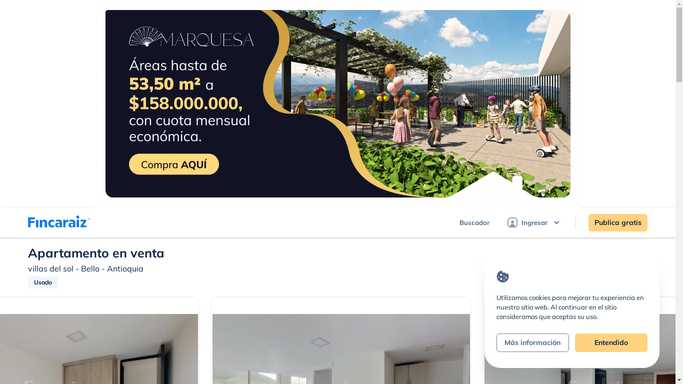 MARQUESA
Áreas hasta de
53,50 m² a
$158.000.000,
con cuota mensual
económica.
Compra AQUÍ
Fincaraiz
Buscador
Ingresar
Publica gratis
Apartamento en venta
villas del sol - Bello - Antioquia
Usado
Utilizamos cookies para mejorar tu experiencia en
nuestro sitio web. Al continuar en el sitio
consideramos que aceptas su uso.
Más información
Entendido